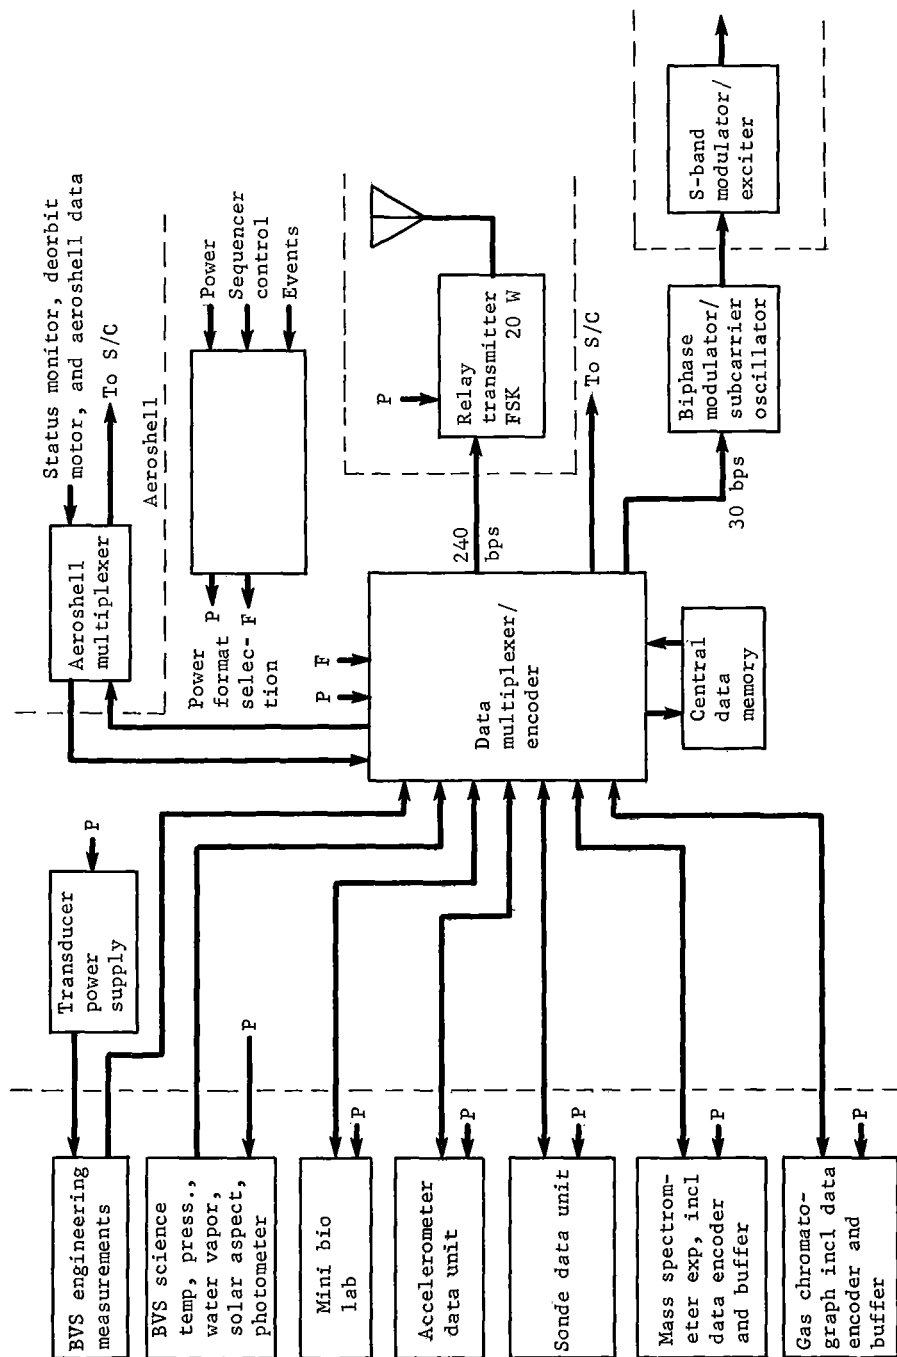 BVS engineering
measurements
BVS science
temp, press.,
water vapor,
solar aspect,
photometer
Mini bio
lab
Accelerometer
data unit
Sonde data unit
Mass spectrom-
eter exp, incl
data encoder
and buffer
Gas chromato-
graph incl data
encoder and
buffer
P
P
P
P
P
P
Transducer
power
supply
P
Aeroshell
multiplexer
Status monitor, deorbit
motor, and aeroshell data
To S/C
Aeroshell
Power
format
selec-
tion
P
F
Power
Sequencer
control
Events
P
F
Data
multiplexer/
encoder
Central
data
memory
240
bps
P
Relay
transmitter
FSK 20 W
To S/C
30 bps
Biphase
modulator/
subcarrier
oscillator
S-band
modulator/
exciter